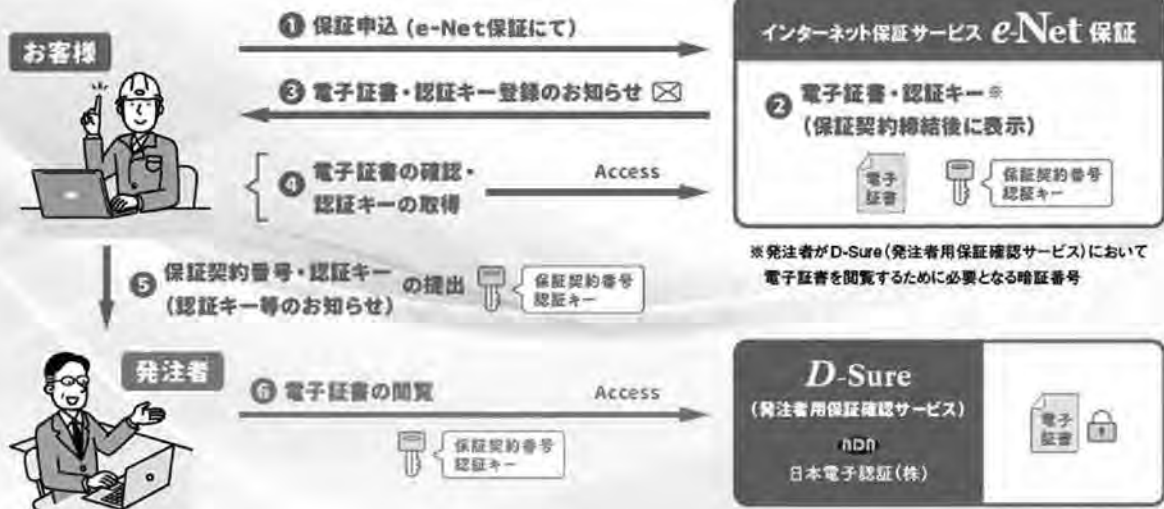 お客様
❶ 保証申込 (e-Net保証にて)
インターネット保証サービス e-Net 保証
❸ 電子証書・認証キー登録のお知らせ
❷ 電子証書・認証キー※
(保証契約締結後に表示)
電子
証書
保証契約番号
認証キー
❹ 電子証書の確認・
認証キーの取得
Access
※発注者がD-Sure(発注者用保証確認サービス)において
電子証書を閲覧するために必要となる暗証番号
❺ 保証契約番号・認証キー
(認証キー等のお知らせ)
の提出
保証契約番号
認証キー
発注者
❻ 電子証書の閲覧
Access
保証契約番号
認証キー
D-Sure
(発注者用保証確認サービス)
nDn
日本電子認証(株)
電子
証書